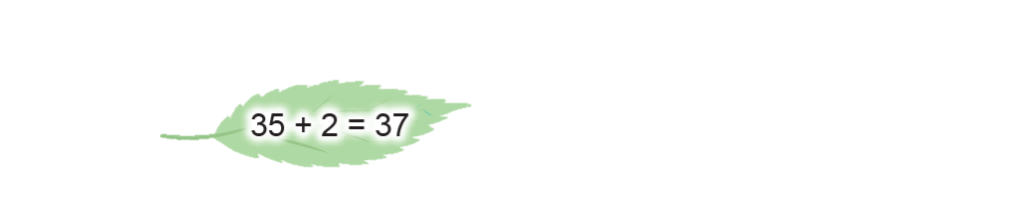 35 + 2 = 37